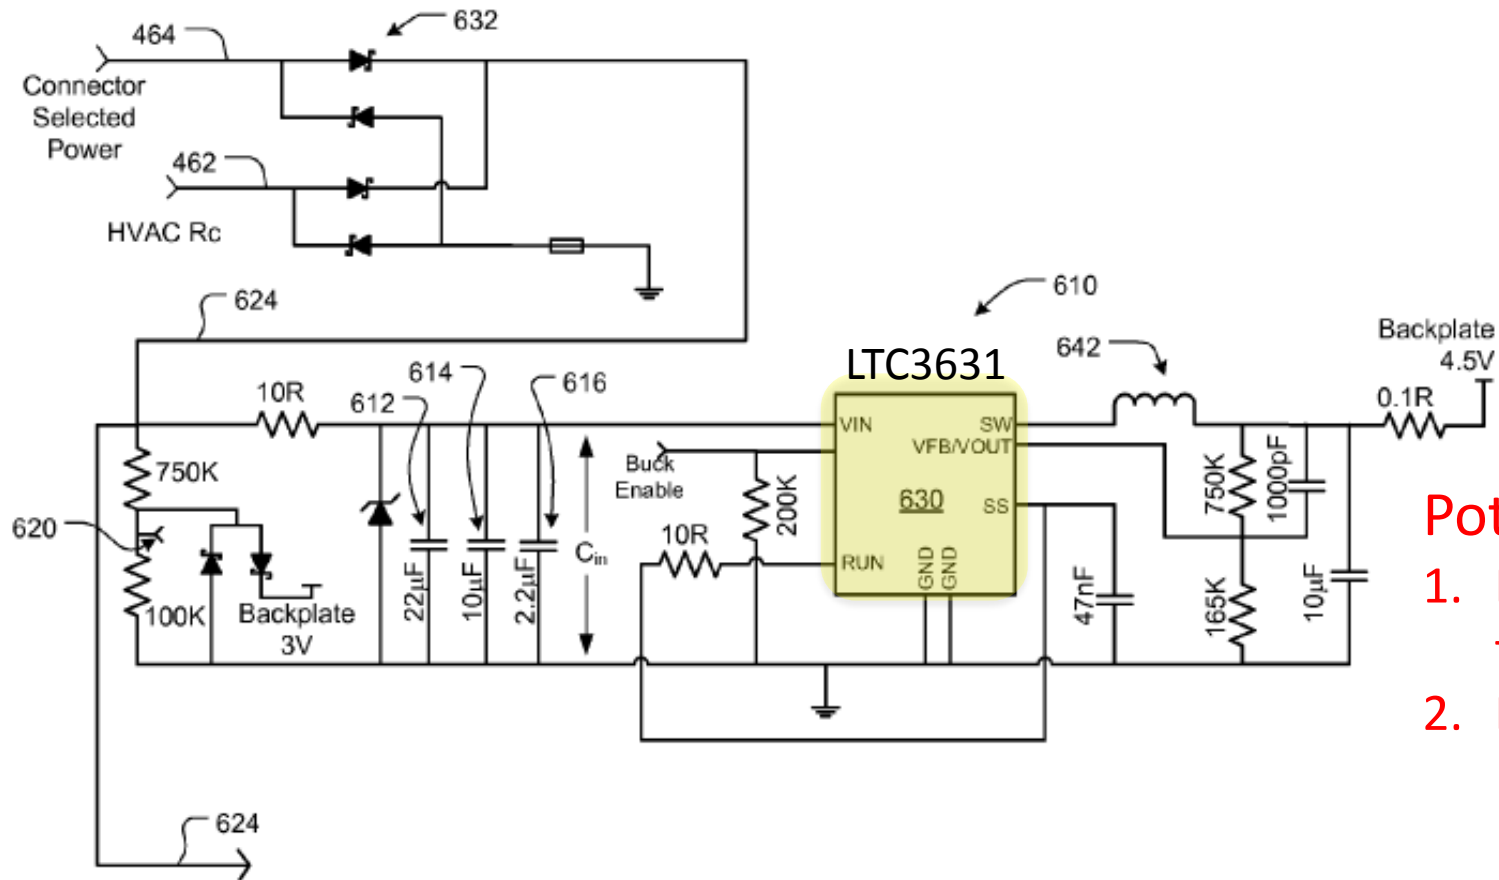 464
632
Connector
Selected
Power
462
HVAC Rc
624
610
Backplate
4.5V
LTC3631
642
0.1R
10R
614
616
612
VIN
SW
VFB/VOUT
Buck
Enable
750K
200K
630
SS
750K
1000pF
620
10R
Cin
RUN
GND
GND
100K
Backplate
3V
22µF
10µF
2.2µF
47nF
165K
10µF
Pot
1.
2.
624